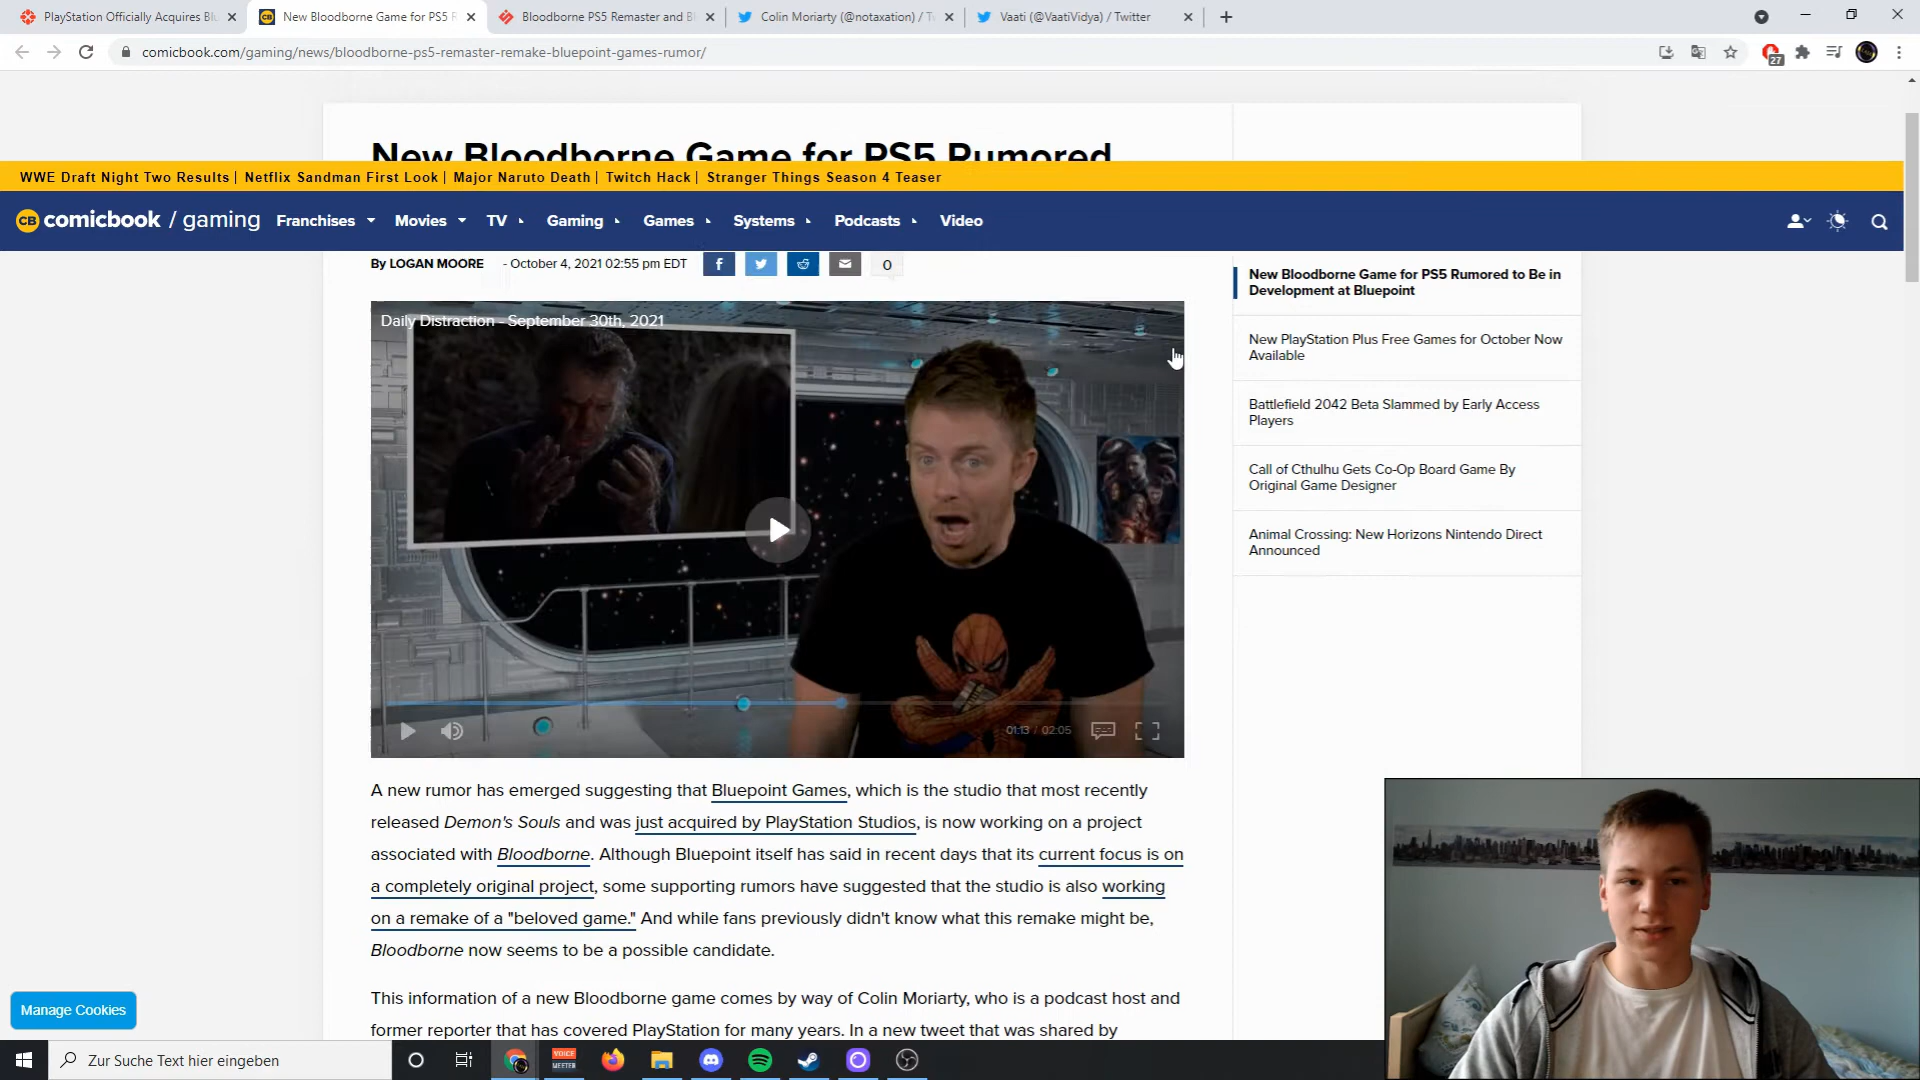 PlayStation Officially Acquires Bl
New Bloodborne Game for PS5 R
Bloodborne PS5 Remaster and Bl
Colin Moriarty (@notaxation) / T
Vaati (@VaatiVidya) / Twitter
comicbook.com/gaming/news/bloodborne-ps5-remaster-remake-bluepoint-games-rumor/
27
New Bloodborne Game for PS5 Rumored
WWE Draft Night Two Results | Netflix Sandman First Look | Major Naruto Death | Twitch Hack | Stranger Things Season 4 Teaser
CB comicbook / gaming Franchises Movies TV Gaming Games Systems Podcasts Video
By LOGAN MOORE - October 4, 2021 02:55 pm EDT
0
Daily Distraction - September 30th, 2021
01:13 / 02:05
New Bloodborne Game for PS5 Rumored to Be in
Development at Bluepoint
New PlayStation Plus Free Games for October Now
Available
Battlefield 2042 Beta Slammed by Early Access
Players
Call of Cthulhu Gets Co-Op Board Game By
Original Game Designer
Animal Crossing: New Horizons Nintendo Direct
Announced
A new rumor has emerged suggesting that Bluepoint Games, which is the studio that most recently
released Demon's Souls and was just acquired by PlayStation Studios, is now working on a project
associated with Bloodborne. Although Bluepoint itself has said in recent days that its current focus is on
a completely original project, some supporting rumors have suggested that the studio is also working
on a remake of a "beloved game." And while fans previously didn't know what this remake might be,
Bloodborne now seems to be a possible candidate.
This information of a new Bloodborne game comes by way of Colin Moriarty, who is a podcast host and
former reporter that has covered PlayStation for many years. In a new tweet that was shared by
Manage Cookies
Zur Suche Text hier eingeben
VOICE
MEETER